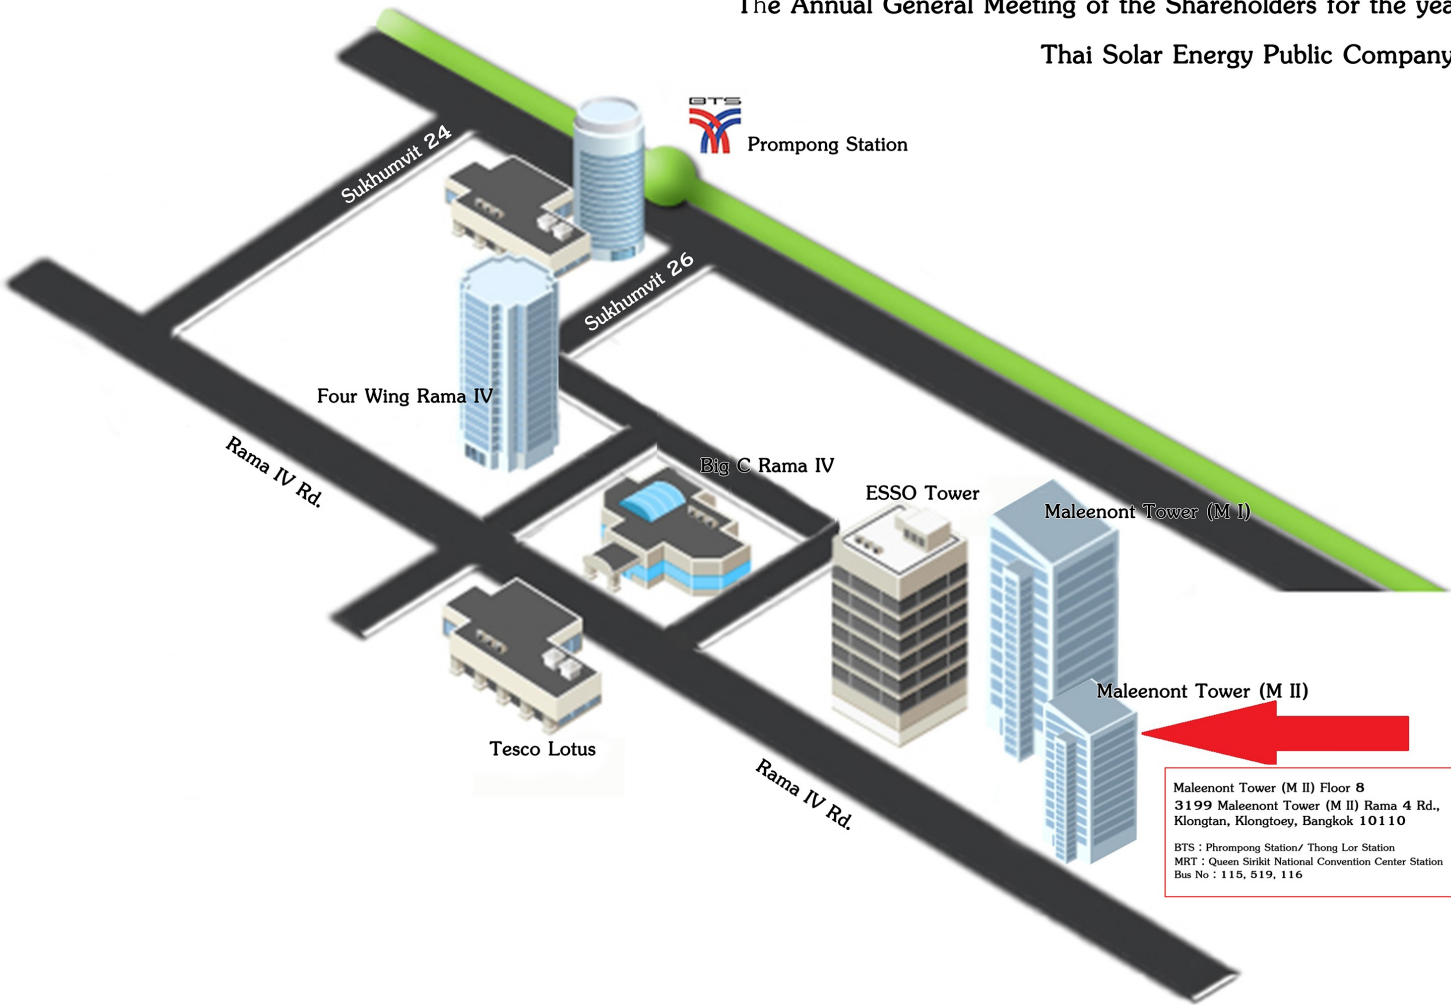 The Annual General Meeting of the Shareholders for the yea
Thai Solar Energy Public Company
BTS
Prompong Station
Sukhumvit 24
Sukhumvit 26
Four Wing Rama IV
Rama IV Rd.
Big C Rama IV
ESSO Tower
Maleenont Tower (M I)
Maleenont Tower (M II)
Tesco Lotus
Rama IV Rd.
Maleenont Tower (M II) Floor 8
3199 Maleenont Tower (M II) Rama 4 Rd.,
Klongtan, Klongtoey, Bangkok 10110
BTS : Phrompong Station/ Thong Lor Station
MRT : Queen Sirikit National Convention Center Station
Bus No : 115, 519, 116